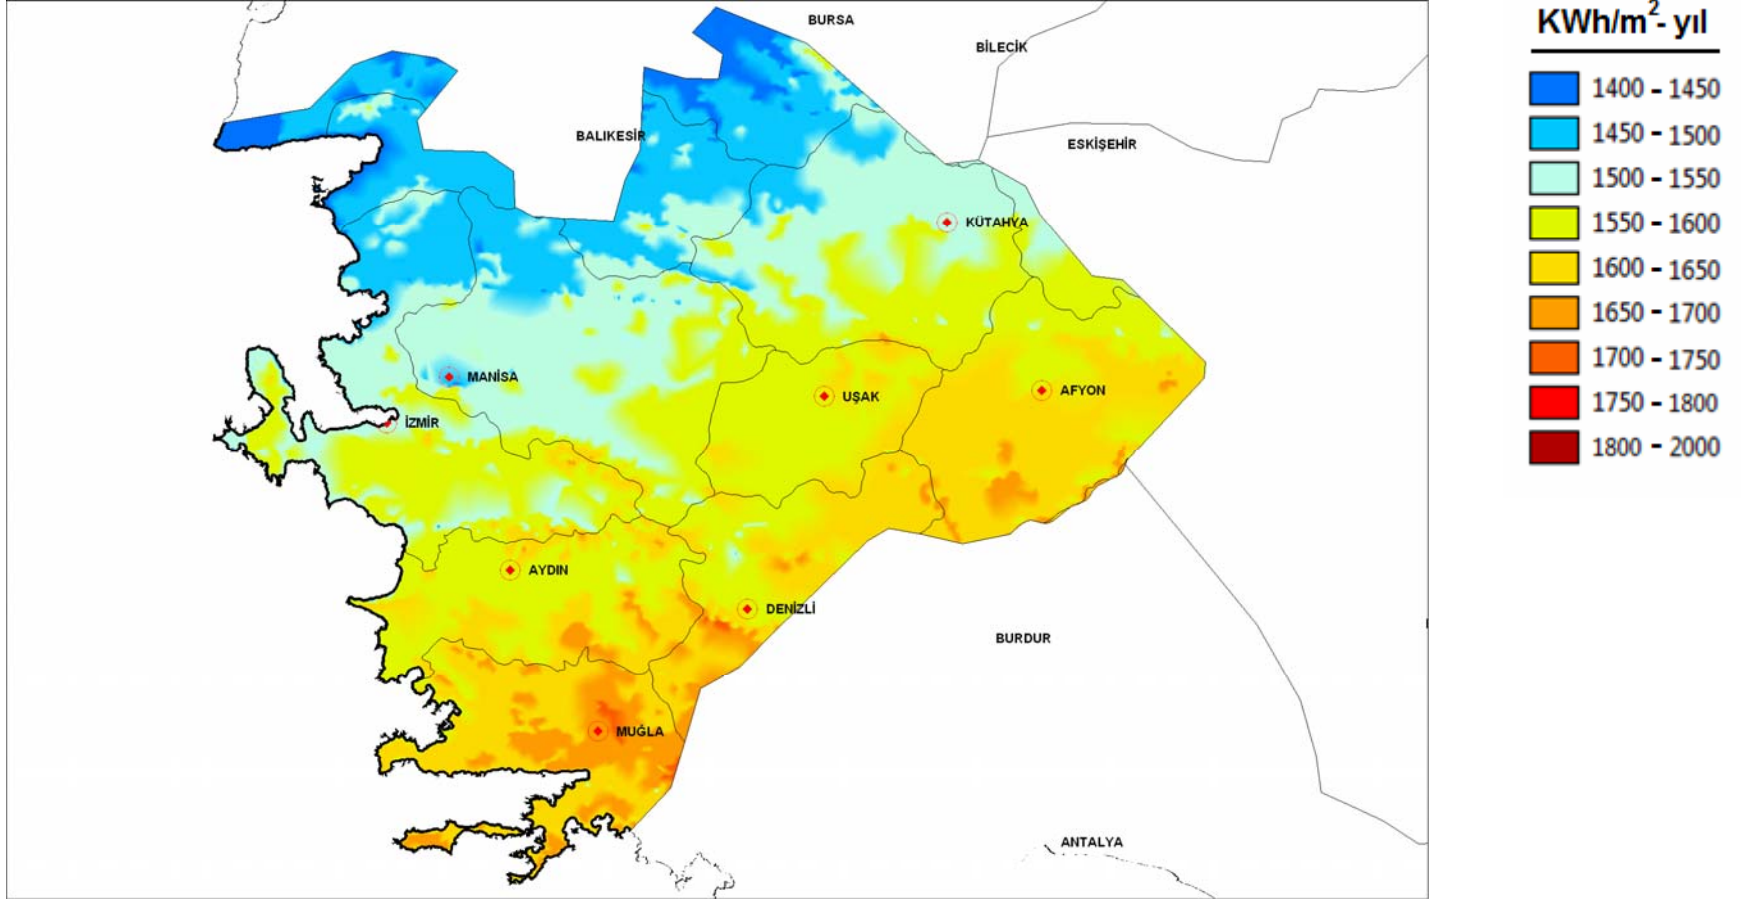 BURSA
BİLECİK
BALIKESİR
ESKİŞEHİR
KÜTAHYA
MANİSA
UŞAK
AFYON
İZMİR
AYDIN
DENİZLİ
BURDUR
MUĞLA
ANTALYA
KWh/m²- yıl
1400 - 1450
1450 - 1500
1500 - 1550
1550 - 1600
1600 - 1650
1650 - 1700
1700 - 1750
1750 - 1800
1800 - 2000